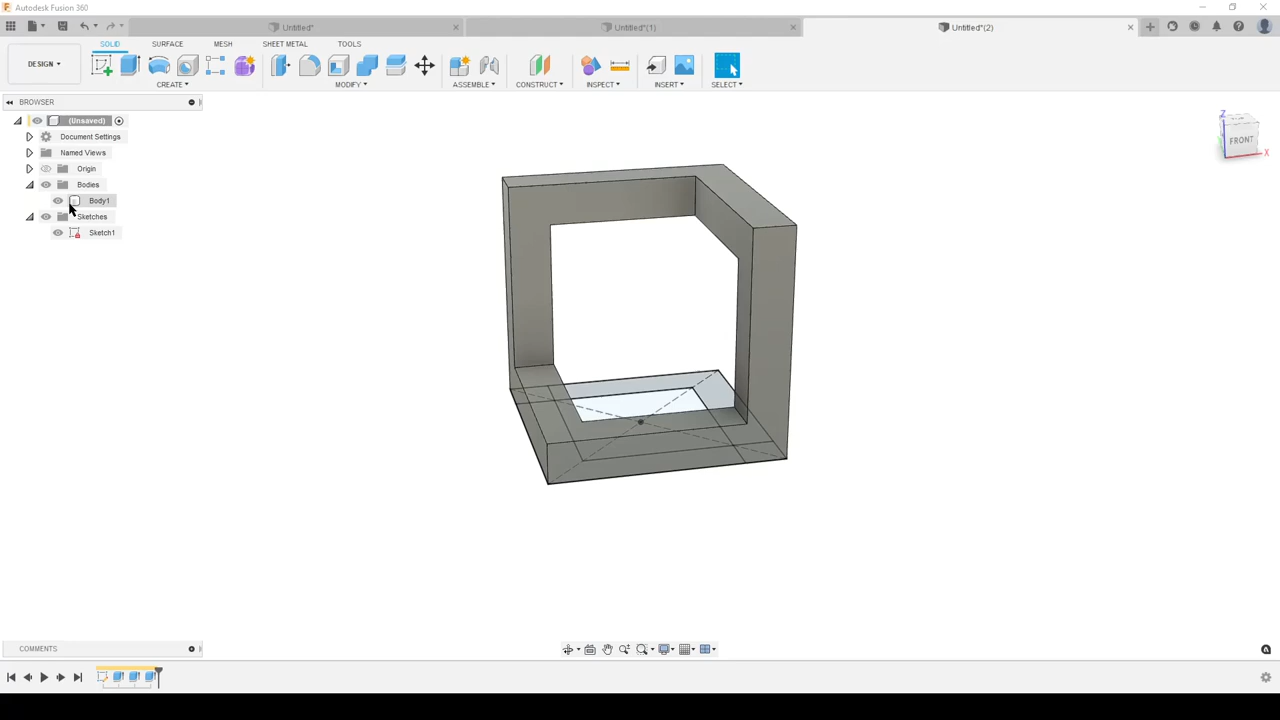 Autodesk Fusion 360
Untitled*
Untitled*(1)
Untitled*(2)
DESIGN
SOLID
SURFACE
MESH
SHEET METAL
TOOLS
CREATE
MODIFY
ASSEMBLE
CONSTRUCT
INSPECT
INSERT
SELECT
BROWSER
(Unsaved)
Document Settings
Named Views
Origin
Bodies
Body1
Sketches
Sketch1
Z
FRONT
X
COMMENTS